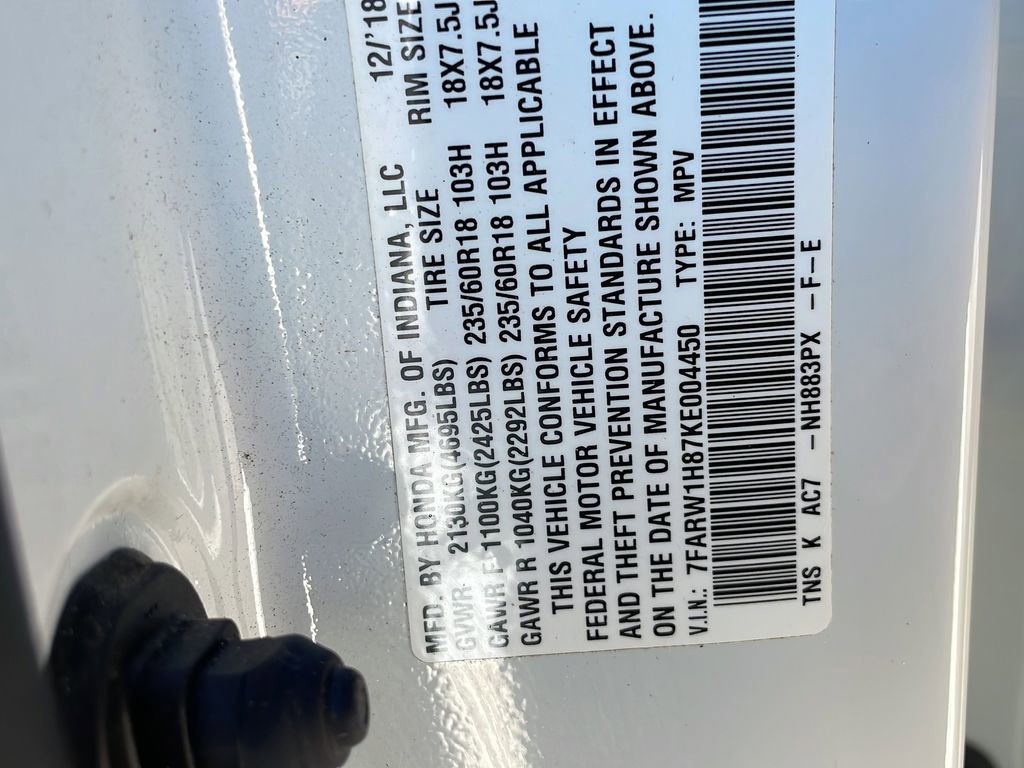 MFD. BY HONDA MFG. OF INDIANA, LLC 12/'18
GVWR 2130KG(4695LBS) TIRE SIZE RIM SIZE
GAWR F 1100KG(2425LBS) 235/60R18 103H 18X7.5J
GAWR R 1040KG(2292LBS) 235/60R18 103H 18X7.5J
THIS VEHICLE CONFORMS TO ALL APPLICABLE
FEDERAL MOTOR VEHICLE SAFETY
AND THEFT PREVENTION STANDARDS IN EFFECT
ON THE DATE OF MANUFACTURE SHOWN ABOVE.
V.I.N.: 7FARW1H87KE004450 TYPE: MPV
TNS K AC7 -NH883PX -F-E